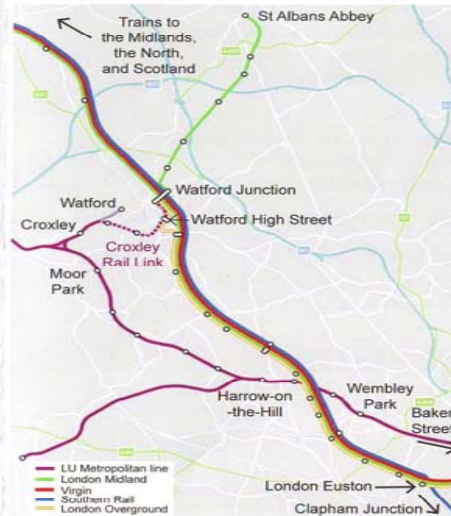 Trains to
the Midlands,
the North,
and Scotland
St Albans Abbey
Watford Junction
Watford
Watford High Street
Croxley
Croxley
Rail Link
Moor
Park
Harrow-on
-the-Hill
Wembley
Park
Baker
Street
London Euston
Clapham Junction
LU Metropolitan line
London Midland
Virgin
Southern Rail
London Overground